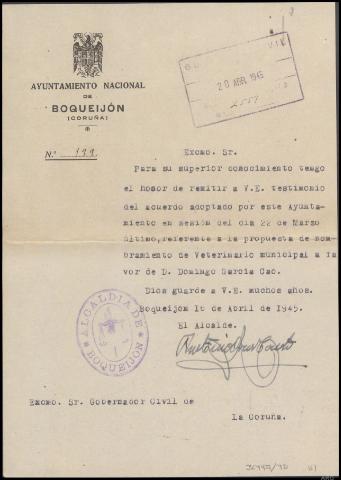 AYUNTAMIENTO NACIONAL
DE
BOQUEIJÓN
(CORUÑA)
20 ABR 1945
2557
N.º 199
Excmo. Sr.
Para su superior conocimiento tengo
el honor de remitir a V.E. testimonio
del acuerdo adoptado por este Ayunta-
miento en sesión del día 22 de Marzo
último, referente a la propuesta de nom-
bramiento de Veterinario municipal a fa
vor de D. Domingo García Cao.
Dios guarde a V.E. muchos años.
Boqueijon 16 de Abril de 1945.
El Alcalde.
ALCALDIA DE
BOQUEIJON
Excmo. Sr. Gobernador Civil de
La Coruña.